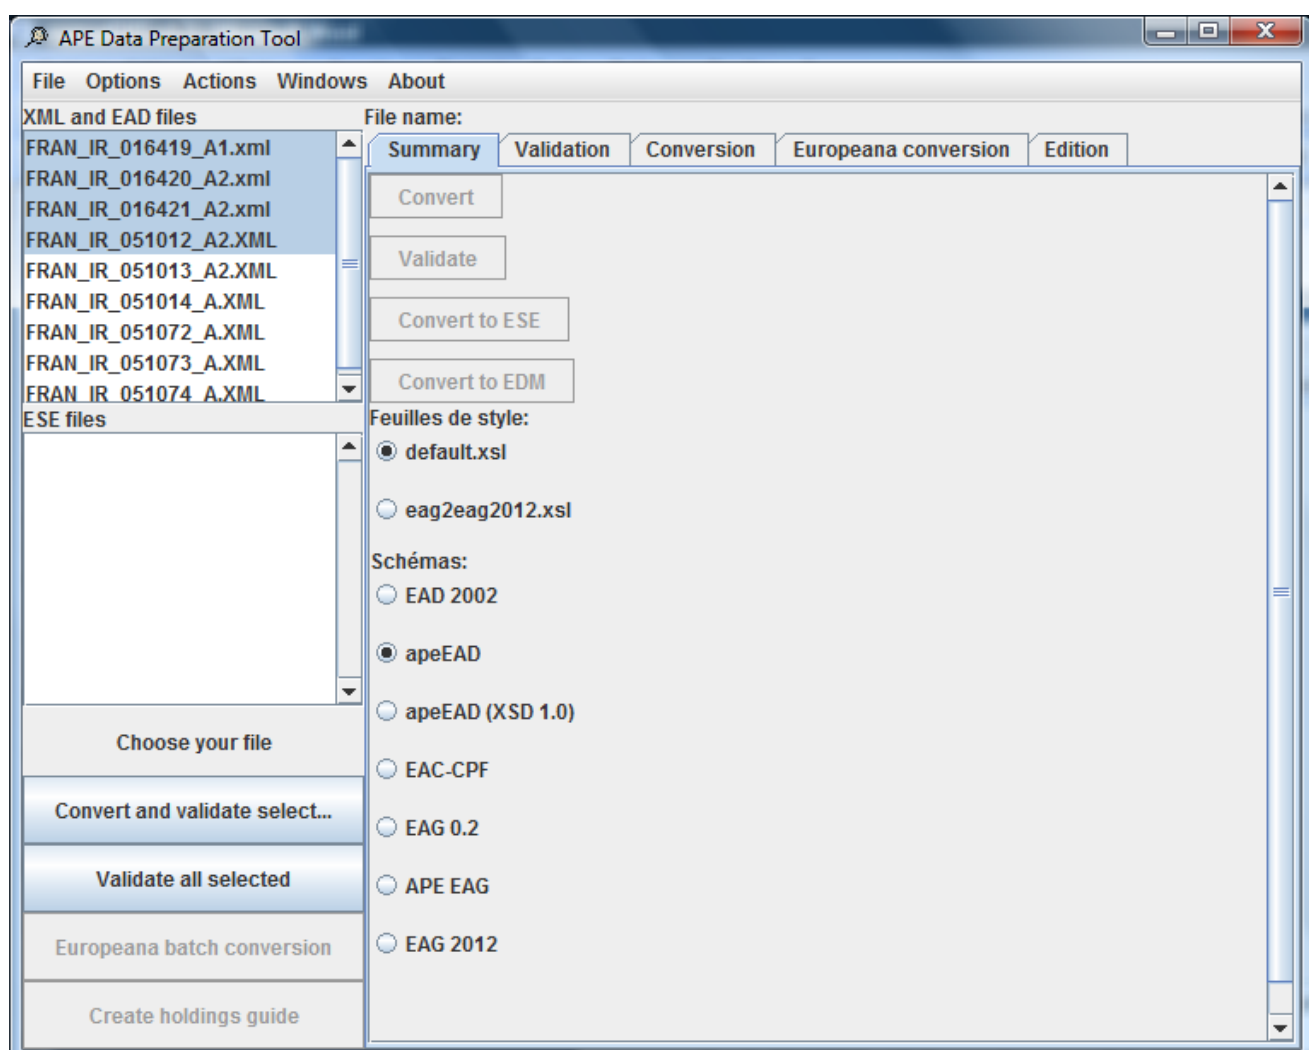 APE Data Preparation Tool
File Options Actions Windows About
XML and EAD files
FRAN_IR_016419_A1.xml
FRAN_IR_016420_A2.xml
FRAN_IR_016421_A2.xml
FRAN_IR_051012_A2.XML
FRAN_IR_051013_A2.XML
FRAN_IR_051014_A.XML
FRAN_IR_051072_A.XML
FRAN_IR_051073_A.XML
FRAN_IR_051074_A.XML
ESE files
Choose your file
Convert and validate select...
Validate all selected
Europeana batch conversion
Create holdings guide
File name:
Summary Validation Conversion Europeana conversion Edition
Convert
Validate
Convert to ESE
Convert to EDM
Feuilles de style:
default.xsl
eag2eag2012.xsl
Schémas:
EAD 2002
apeEAD
apeEAD (XSD 1.0)
EAC-CPF
EAG 0.2
APE EAG
EAG 2012